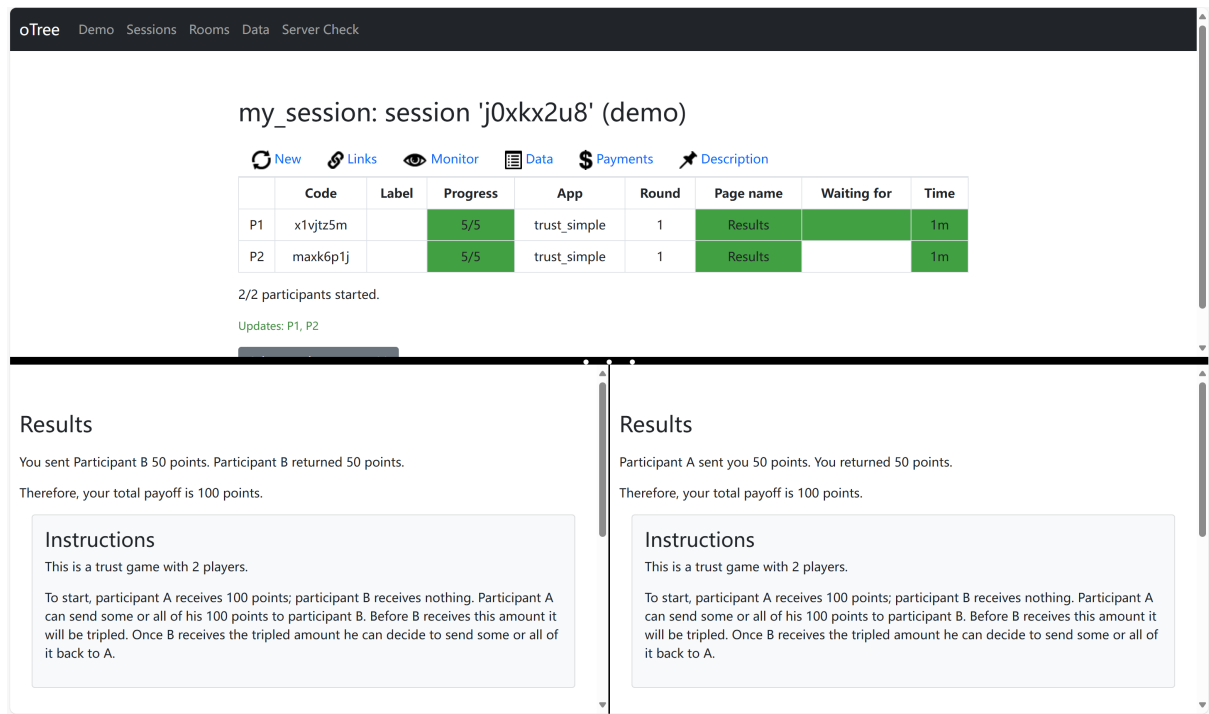 oTree Demo Sessions Rooms Data Server Check
my_session: session 'j0xkx2u8' (demo)
New Links Monitor Data Payments Description
Code Label Progress App Round Page name Waiting for Time
P1 x1vjtz5m 5/5 trust_simple 1 Results 1m
P2 maxk6p1j 5/5 trust_simple 1 Results 1m
2/2 participants started.
Updates: P1, P2
Results
You sent Participant B 50 points. Participant B returned 50 points.
Therefore, your total payoff is 100 points.
Instructions
This is a trust game with 2 players.
To start, participant A receives 100 points; participant B receives nothing. Participant A
can send some or all of his 100 points to participant B. Before B receives this amount it
will be tripled. Once B receives the tripled amount he can decide to send some or all of
it back to A.
Results
Participant A sent you 50 points. You returned 50 points.
Therefore, your total payoff is 100 points.
Instructions
This is a trust game with 2 players.
To start, participant A receives 100 points; participant B receives nothing. Participant A
can send some or all of his 100 points to participant B. Before B receives this amount it
will be tripled. Once B receives the tripled amount he can decide to send some or all of
it back to A.